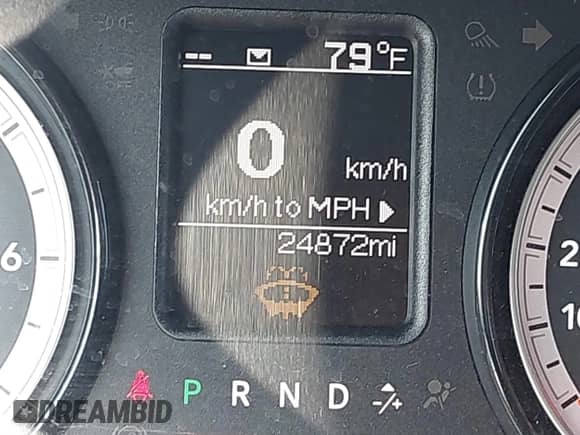 -- 79°F
0 km/h
km/h to MPH
24872mi
6
2
P R N D -/+
DREAMBID